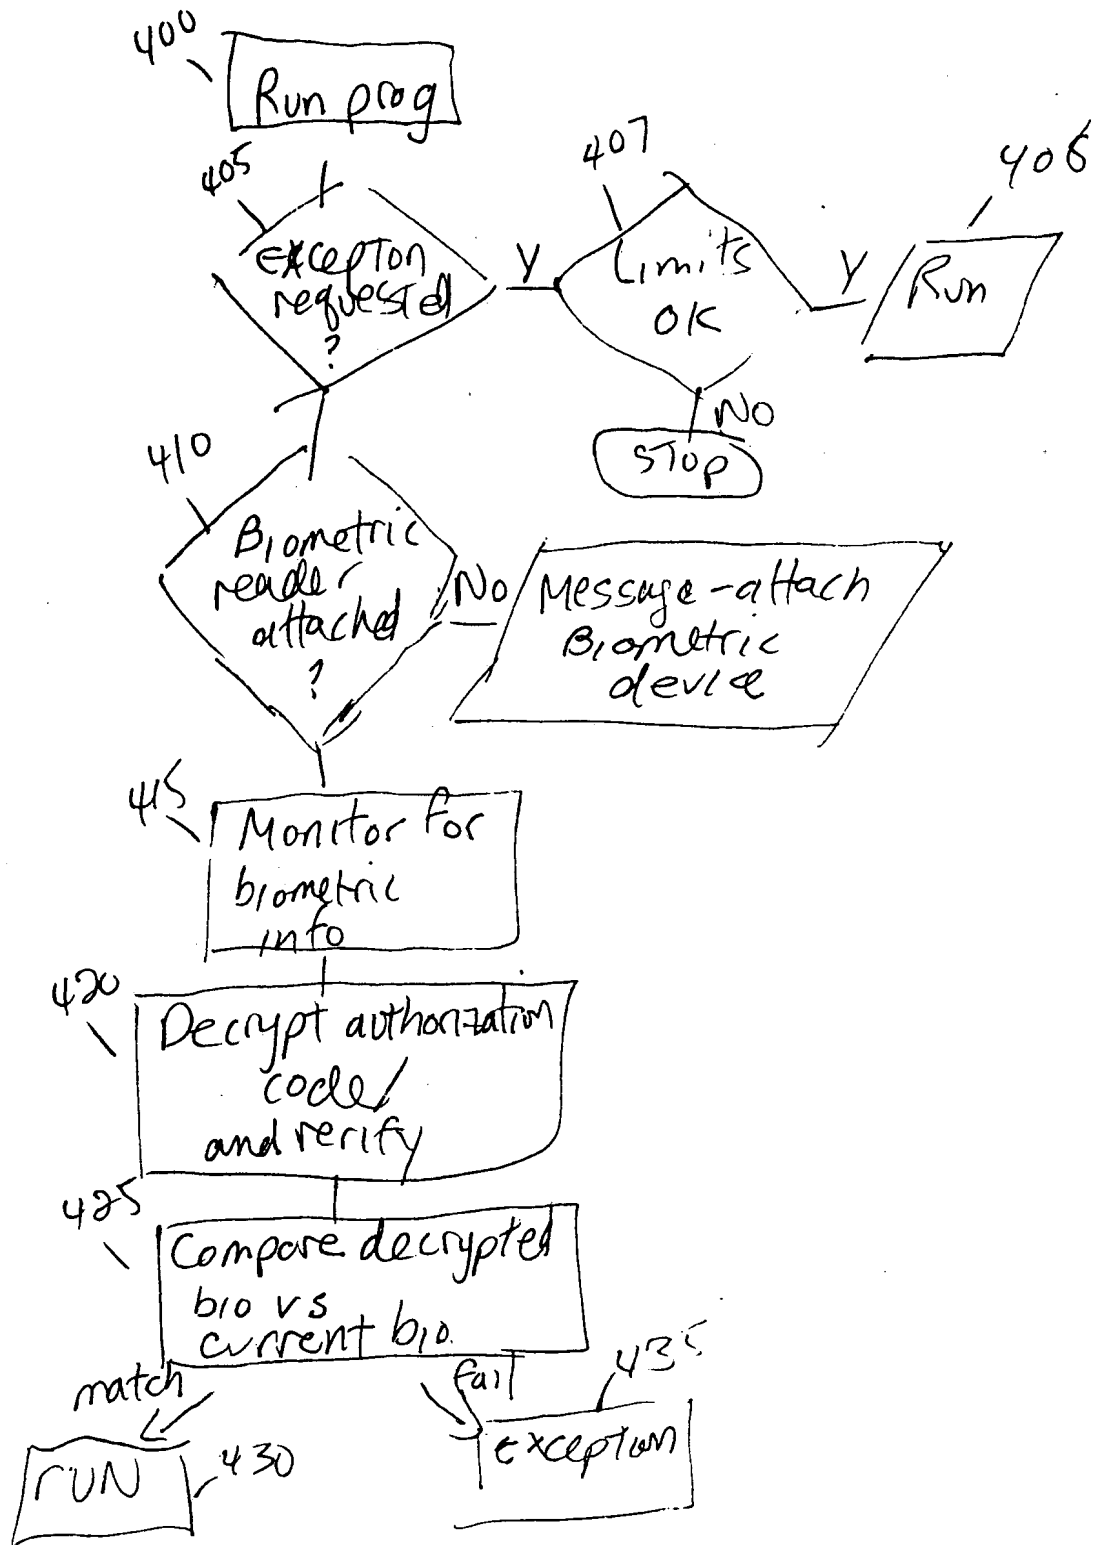 400
Run prog
405
Excepton
requested
?
Y
407
Limits
OK
Y
406
Run
NO
STOP
410
Biometric
reader
attached
?
No
Message-attach
Biometric
device
415
Monitor for
biometric
info
420
Decrypt authorization
code/
and verify
425
Compare decrypted
bio vs
current bio.
match
fail
435
RUN
430
Excepton